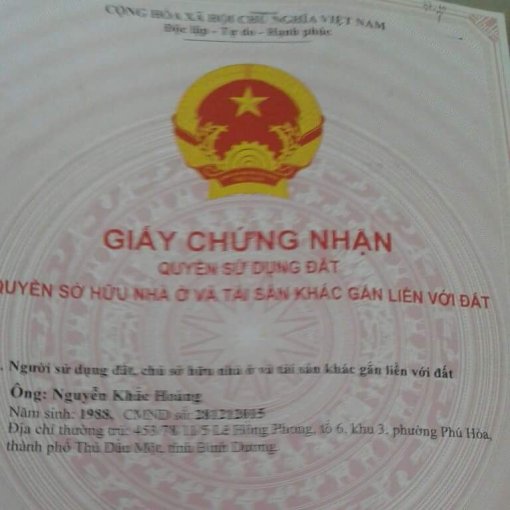 CỘNG HÒA XÃ HỘI CHỦ NGHĨA VIỆT NAM
Độc lập - Tự do - Hạnh phúc
GIẤY CHỨNG NHẬN
QUYỀN SỬ DỤNG ĐẤT
QUYỀN SỞ HỮU NHÀ Ở VÀ TÀI SẢN KHÁC GẮN LIỀN VỚI ĐẤT
. Người sử dụng đất, chủ sở hữu nhà ở và tài sản khác gắn liền với đất
Ông: Nguyễn Khắc Hoàng
Năm sinh: 1988, CMND số:
Địa chỉ thường trú: 453/78/11/5 Lê Hồng Phong, tổ 6, khu 3, phường Phú Hòa,
thành phố Thủ Dầu Một, tỉnh Bình Dương.